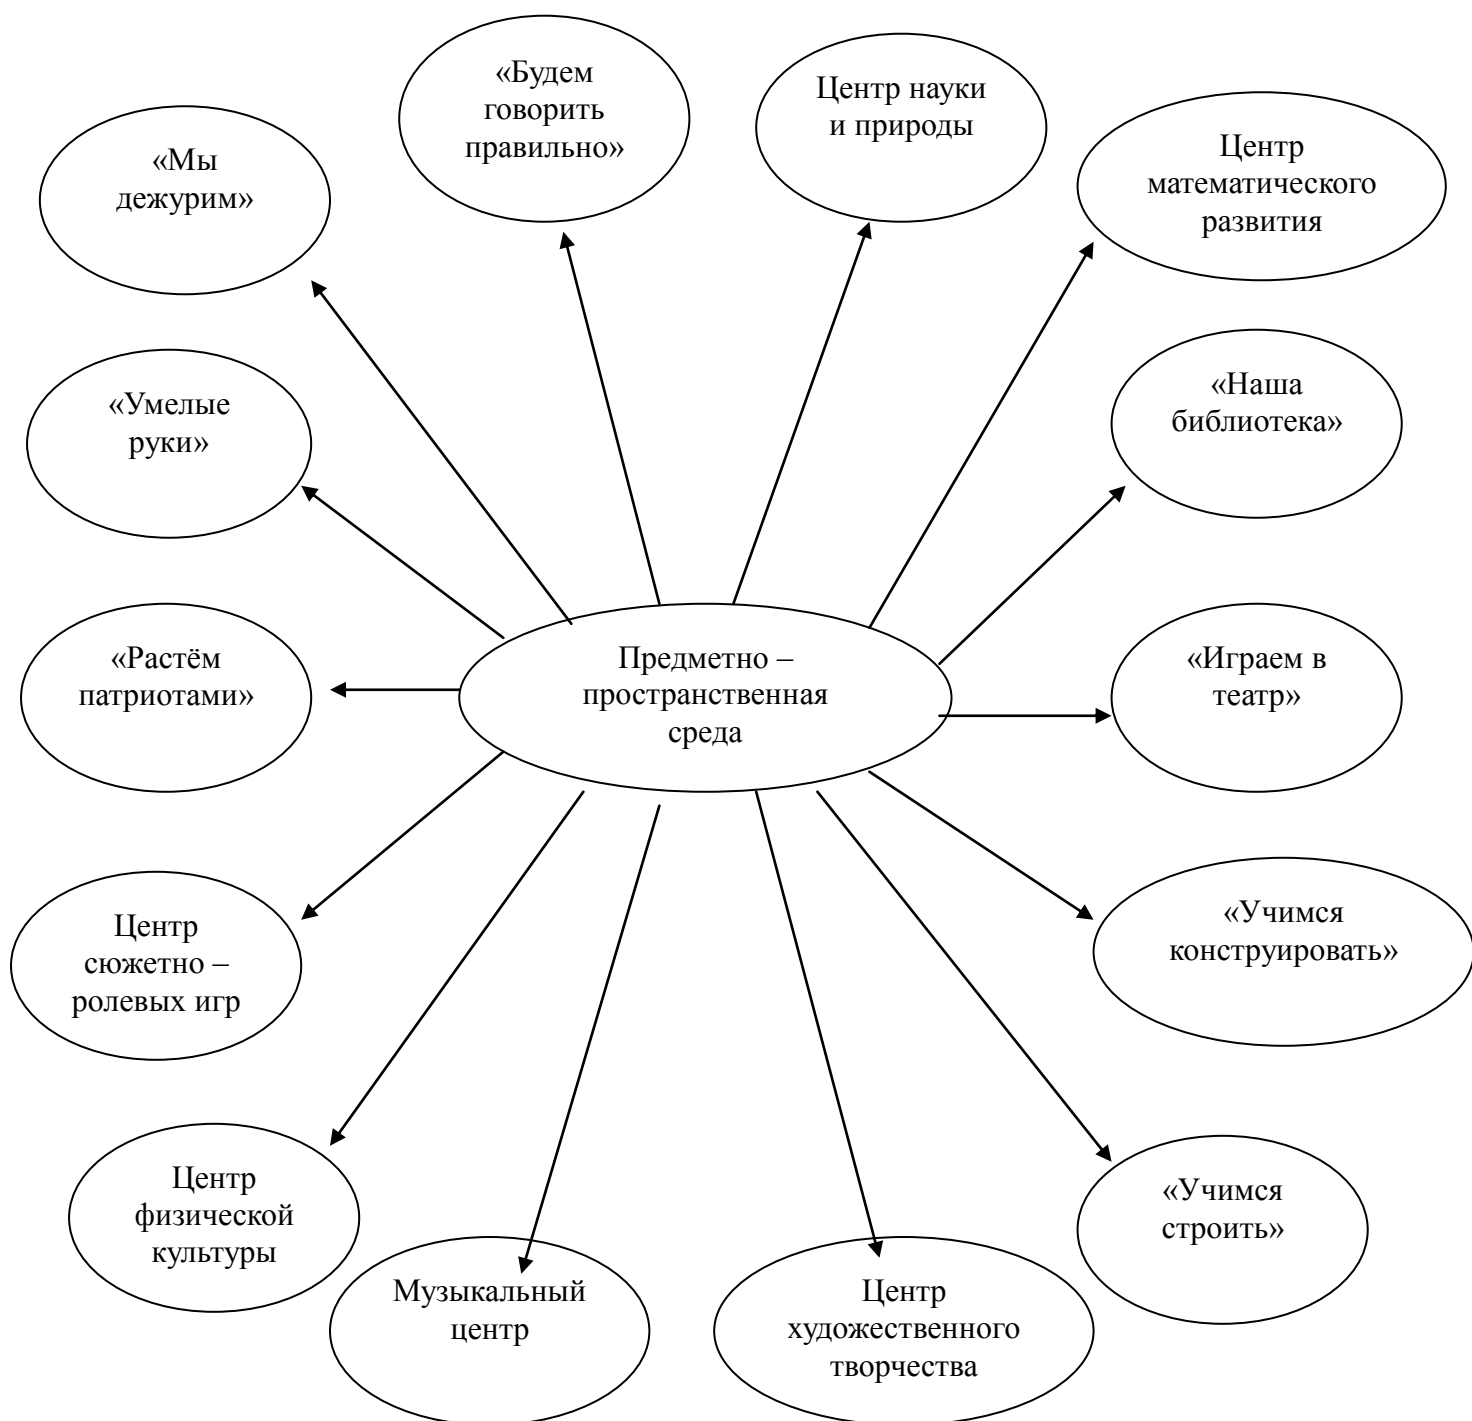 «Будем
говорить
правильно»
Центр науки
и природы
«Мы
дежурим»
Центр
математического
развития
«Умелые
руки»
«Наша
библиотека»
«Растём
патриотами»
Предметно –
пространственная
среда
«Играем в
театр»
Центр
сюжетно –
ролевых игр
«Учимся
конструировать»
Центр
физической
культуры
«Учимся
строить»
Музыкальный
центр
Центр
художественного
творчества